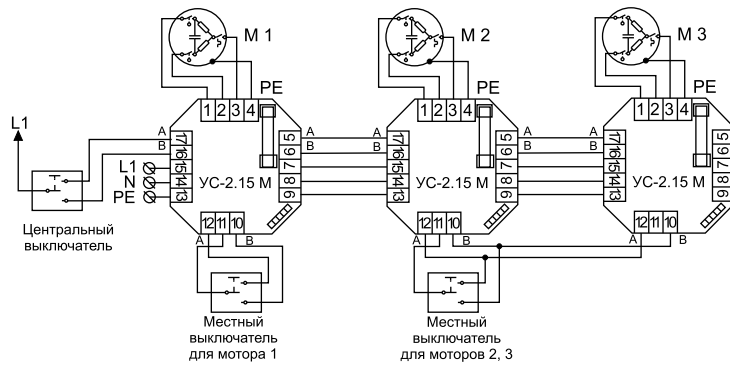 М 1
М 2
М 3
PE
PE
PE
1 2 3 4
1 2 3 4
1 2 3 4
L1
A
B
17
16
15
14
13
5
6
7
8
9
A
B
A
B
17
16
15
14
13
5
6
7
8
9
A
B
A
B
17
16
15
14
13
5
6
7
8
9
L1
N
PE
УС-2.15 М
УС-2.15 М
УС-2.15 М
12 11 10
12 11 10
12 11 10
A
B
A
B
A
B
Центральный
выключатель
Местный
выключатель
для мотора 1
Местный
выключатель
для моторов 2, 3